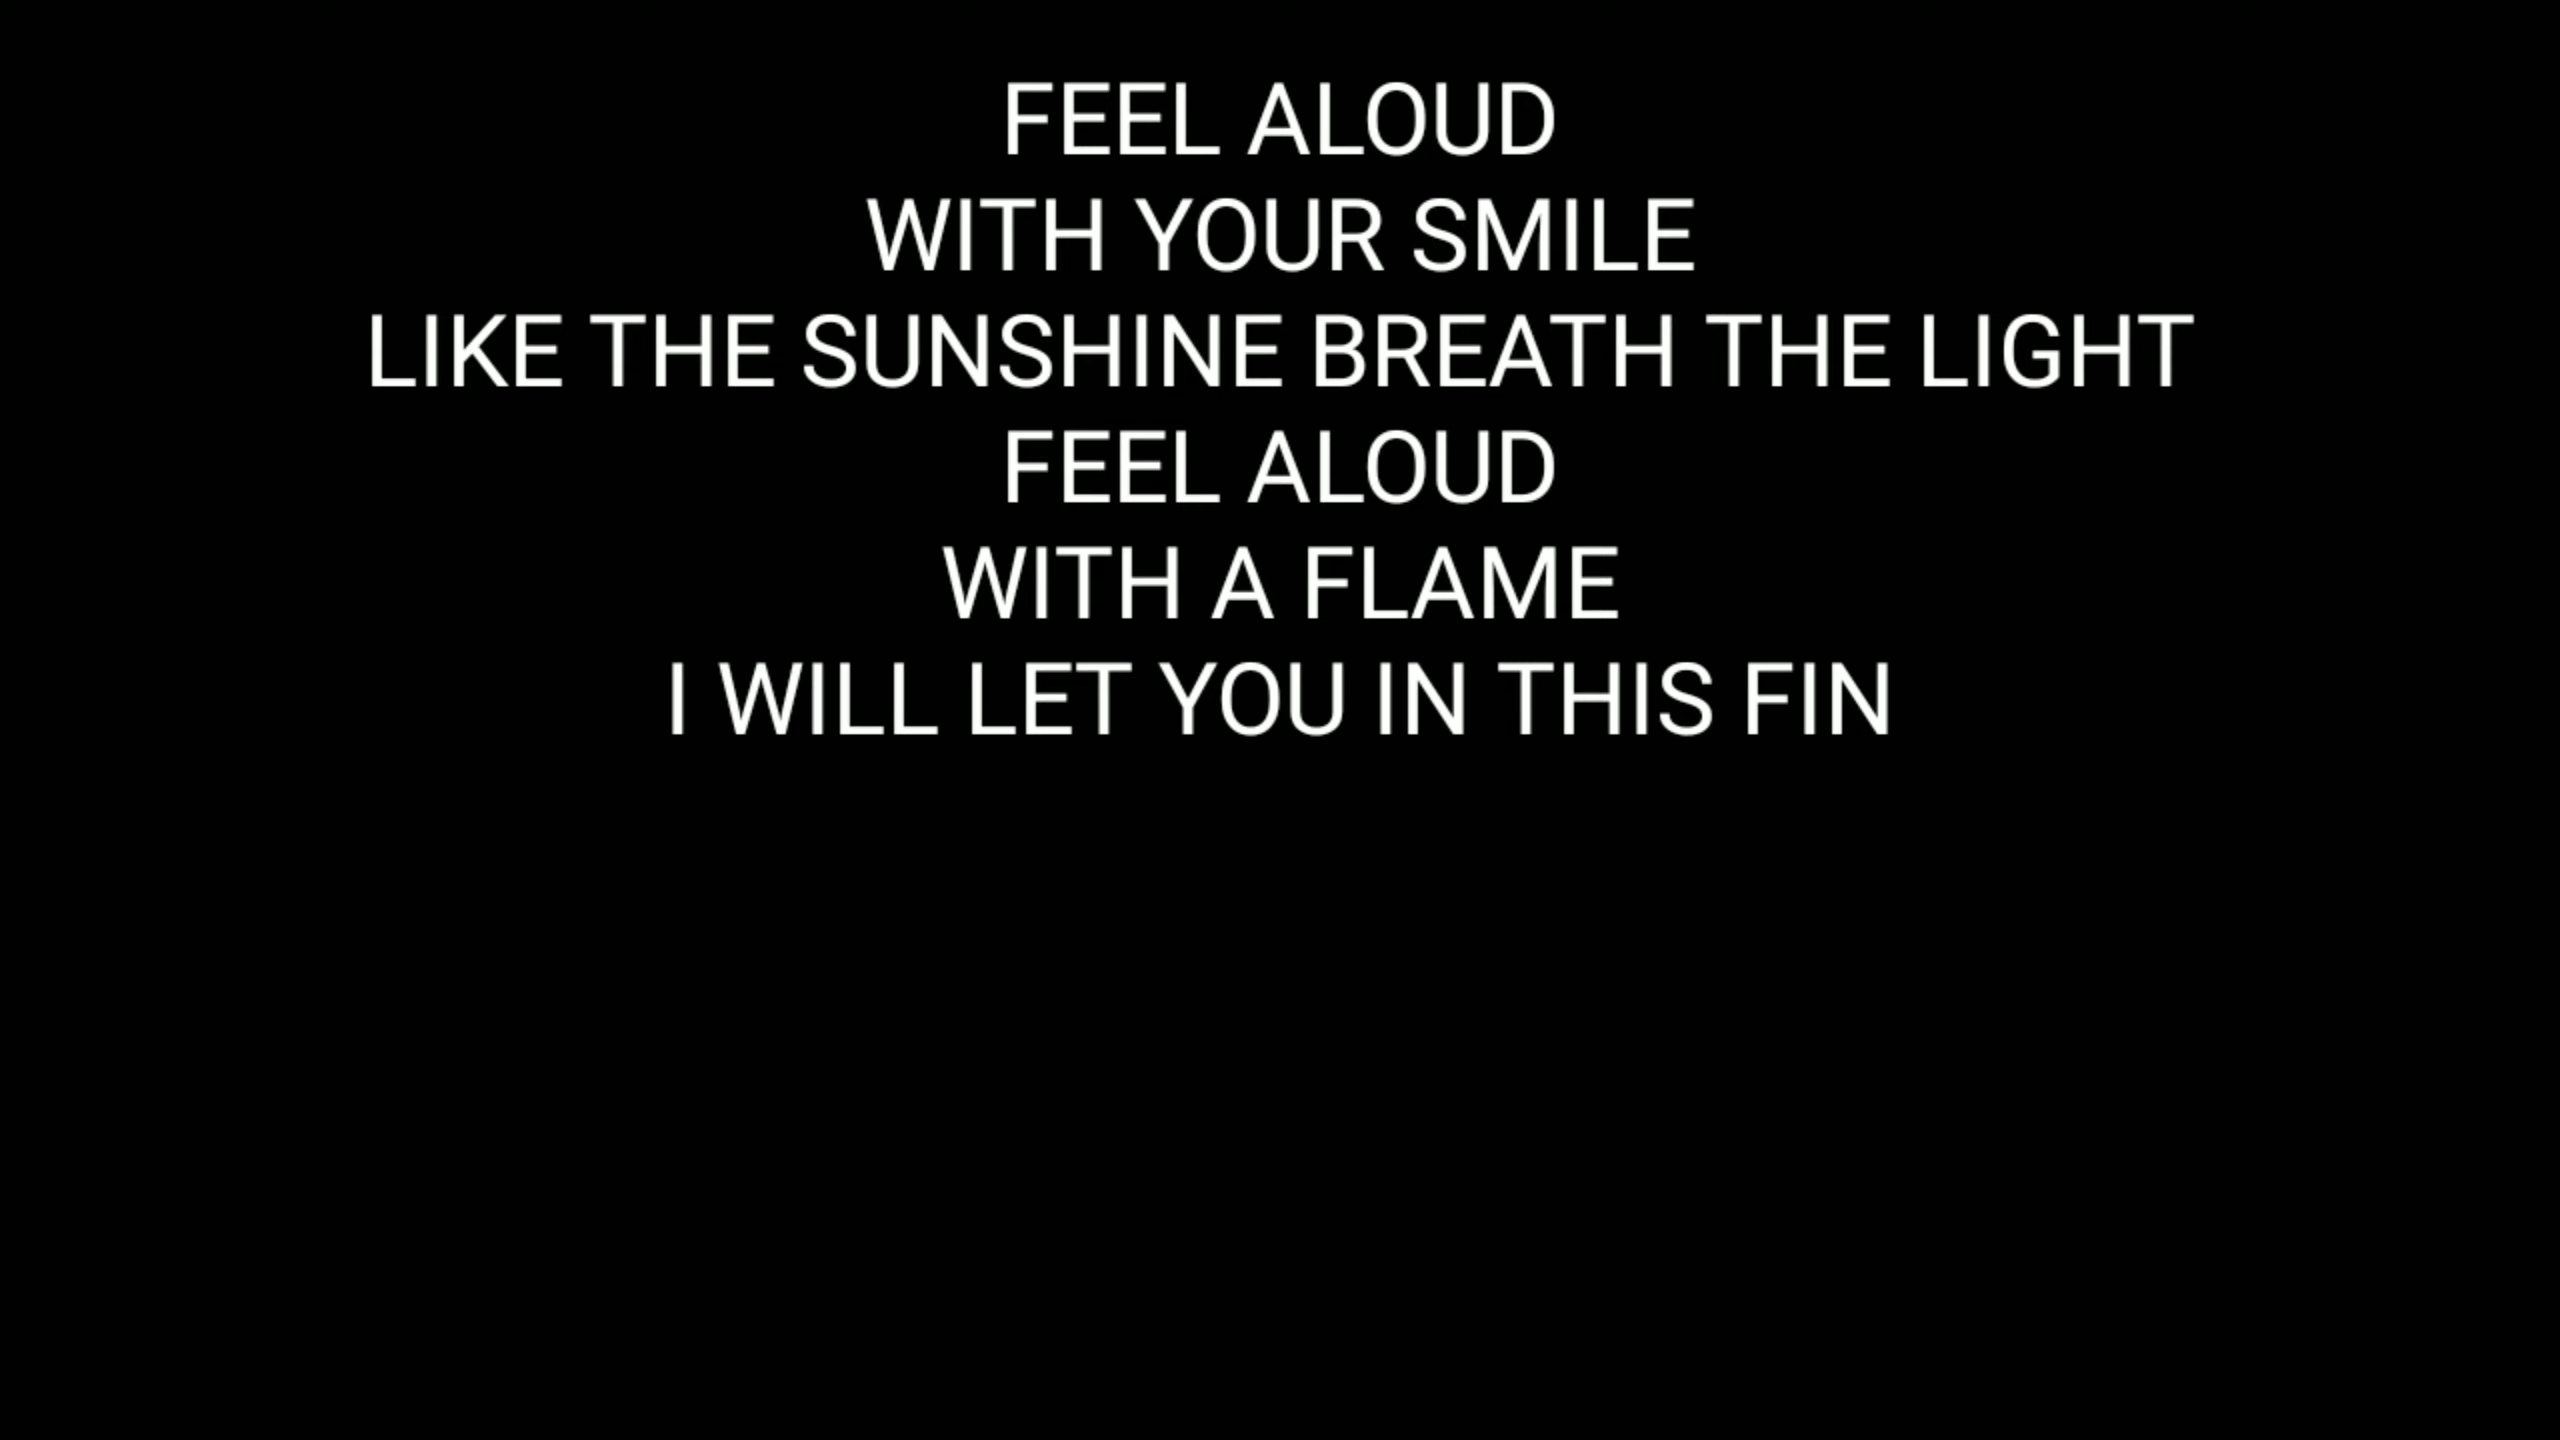 FEEL ALOUD
WITH YOUR SMILE
LIKE THE SUNSHINE BREATH THE LIGHT
FEEL ALOUD
WITH A FLAME
I WILL LET YOU IN THIS FIN